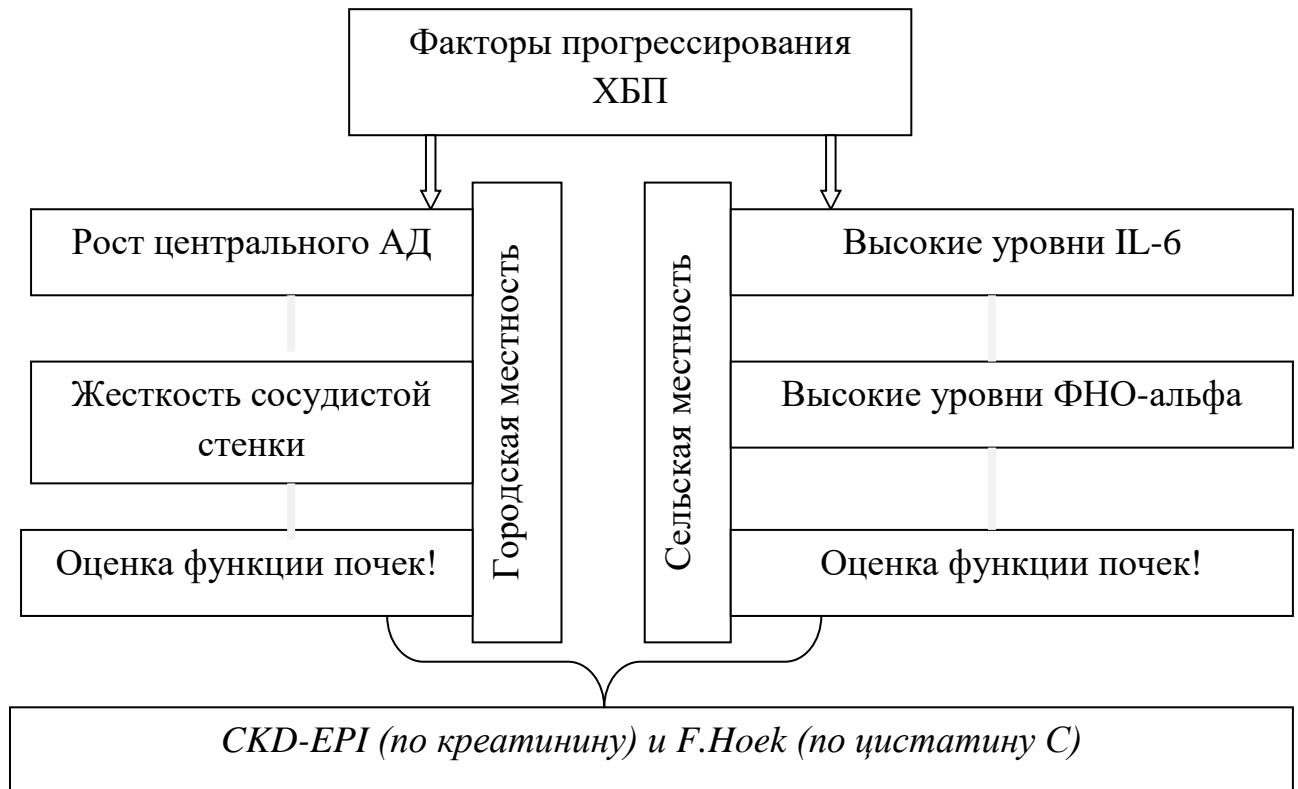 Факторы прогрессирования
ХБП
Рост центрального АД
Жесткость сосудистой
стенки
Оценка функции почек!
Городская местность
Сельская местность
Высокие уровни IL-6
Высокие уровни ФНО-альфа
Оценка функции почек!
CKD-EPI (по креатинину) и F.Hoek (по цистатину С)